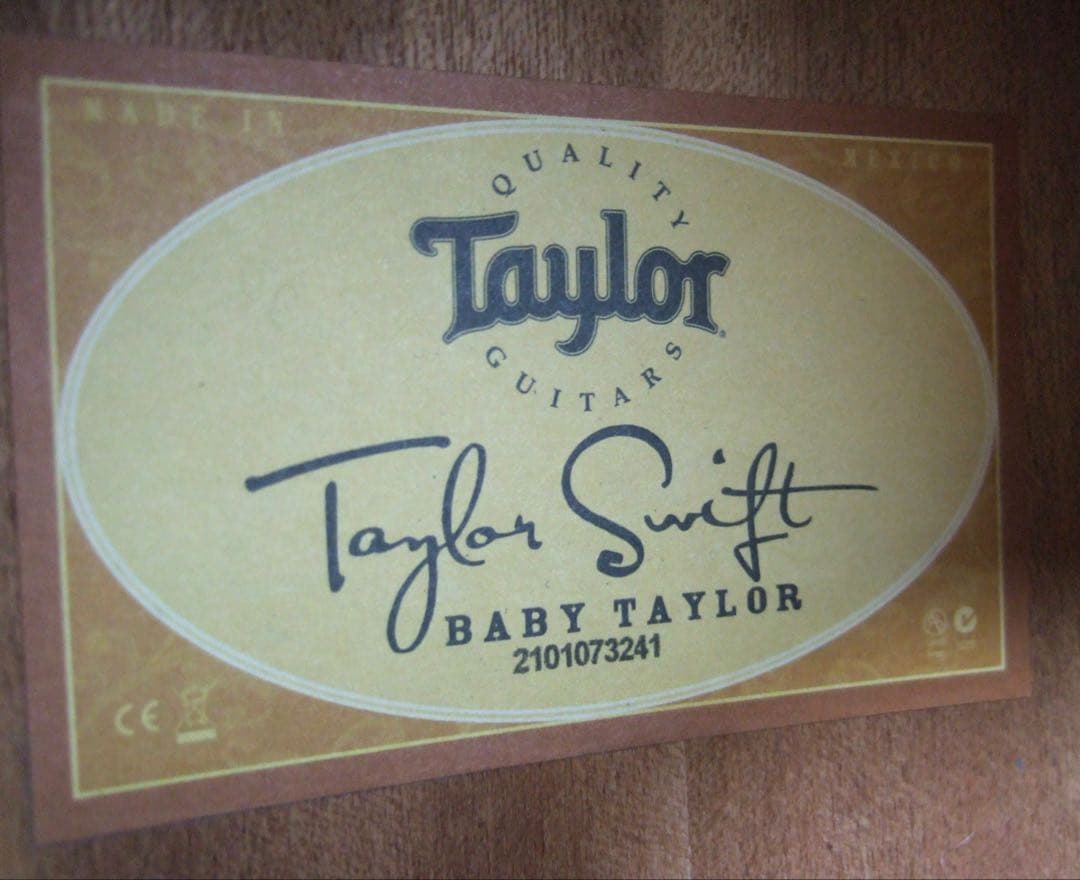 MADE IN
MEXICO
QUALITY
Taylor
GUITARS
Taylor Swift
BABY TAYLOR
2101073241
CE